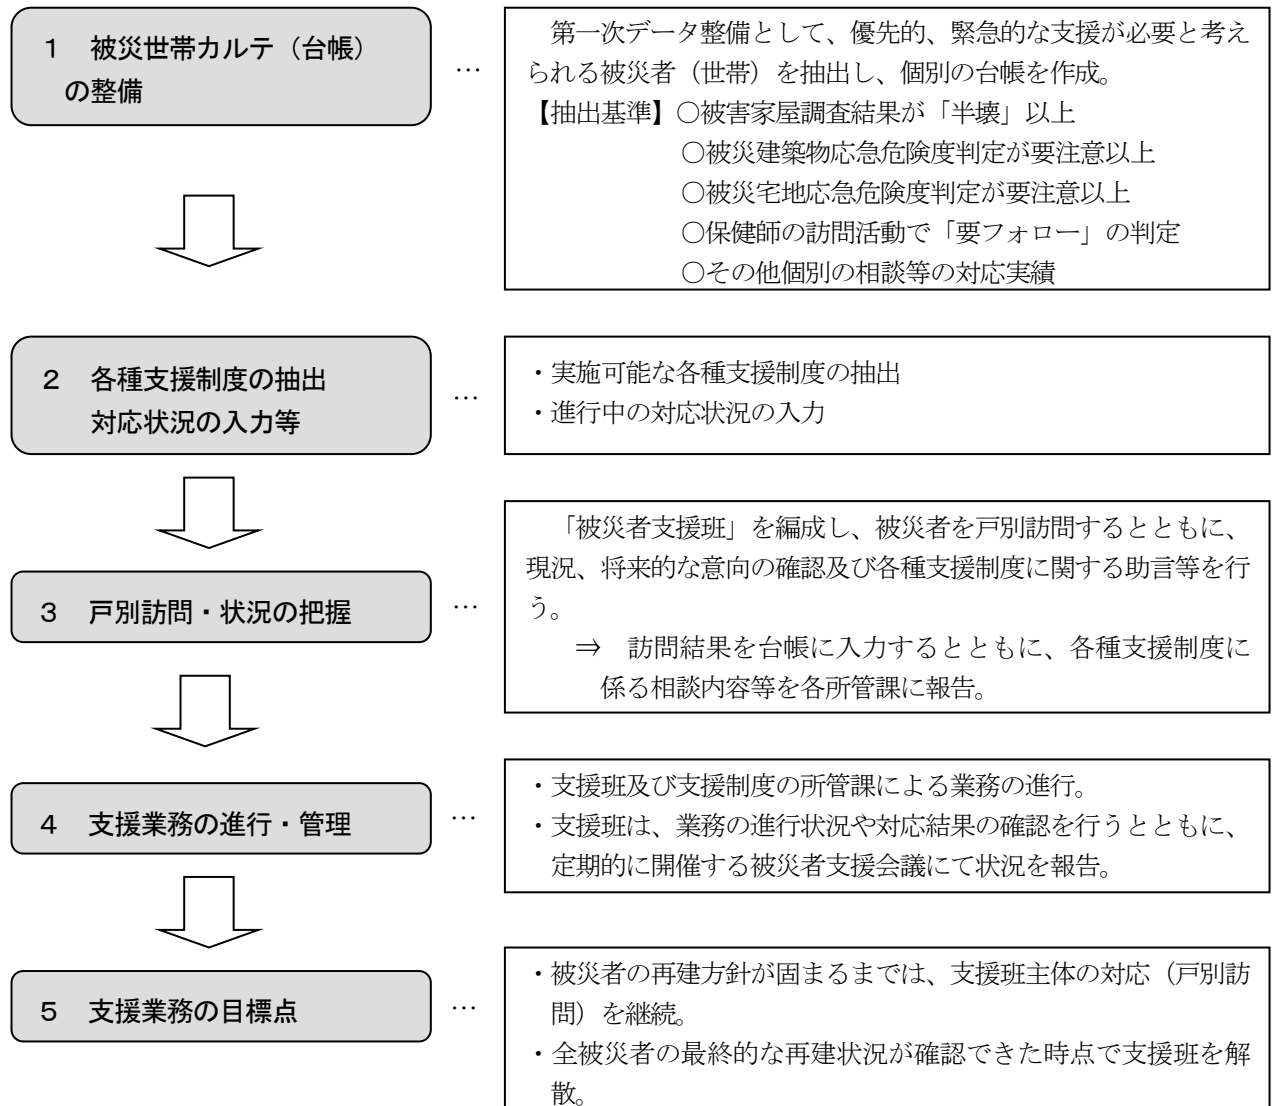 １　被災世帯カルテ（台帳）
の整備
…
第一次データ整備として、優先的、緊急的な支援が必要と考え
られる被災者（世帯）を抽出し、個別の台帳を作成。
【抽出基準】○被害家屋調査結果が「半壊」以上
○被災建築物応急危険度判定が要注意以上
○被災宅地応急危険度判定が要注意以上
○保健師の訪問活動で「要フォロー」の判定
○その他個別の相談等の対応実績
２　各種支援制度の抽出
対応状況の入力等
…
・実施可能な各種支援制度の抽出
・進行中の対応状況の入力
３　戸別訪問・状況の把握
…
「被災者支援班」を編成し、被災者を戸別訪問するとともに、
現況、将来的な意向の確認及び各種支援制度に関する助言等を行
う。
⇒　訪問結果を台帳に入力するとともに、各種支援制度に
係る相談内容等を各所管課に報告。
４　支援業務の進行・管理
…
・支援班及び支援制度の所管課による業務の進行。
・支援班は、業務の進行状況や対応結果の確認を行うとともに、
定期的に開催する被災者支援会議にて状況を報告。
５　支援業務の目標点
…
・被災者の再建方針が固まるまでは、支援班主体の対応（戸別訪
問）を継続。
・全被災者の最終的な再建状況が確認できた時点で支援班を解
散。